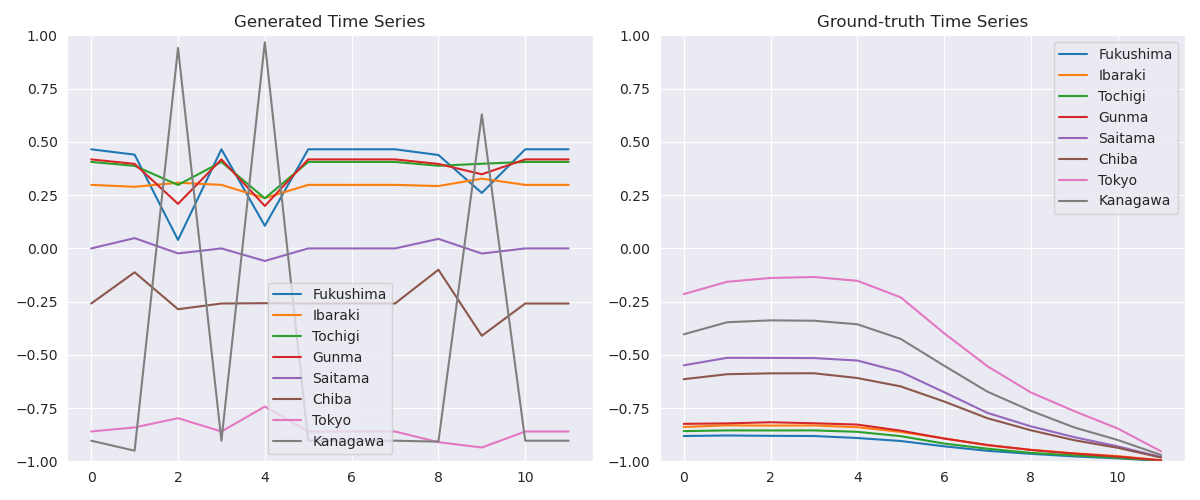 Generated Time Series
1.00
0.75
0.50
0.25
0.00
−0.25
−0.50
−0.75
−1.00
0 2 4 6 8 10
Fukushima
Ibaraki
Tochigi
Gunma
Saitama
Chiba
Tokyo
Kanagawa
Ground-truth Time Series
1.00
0.75
0.50
0.25
0.00
−0.25
−0.50
−0.75
−1.00
0 2 4 6 8 10
Fukushima
Ibaraki
Tochigi
Gunma
Saitama
Chiba
Tokyo
Kanagawa